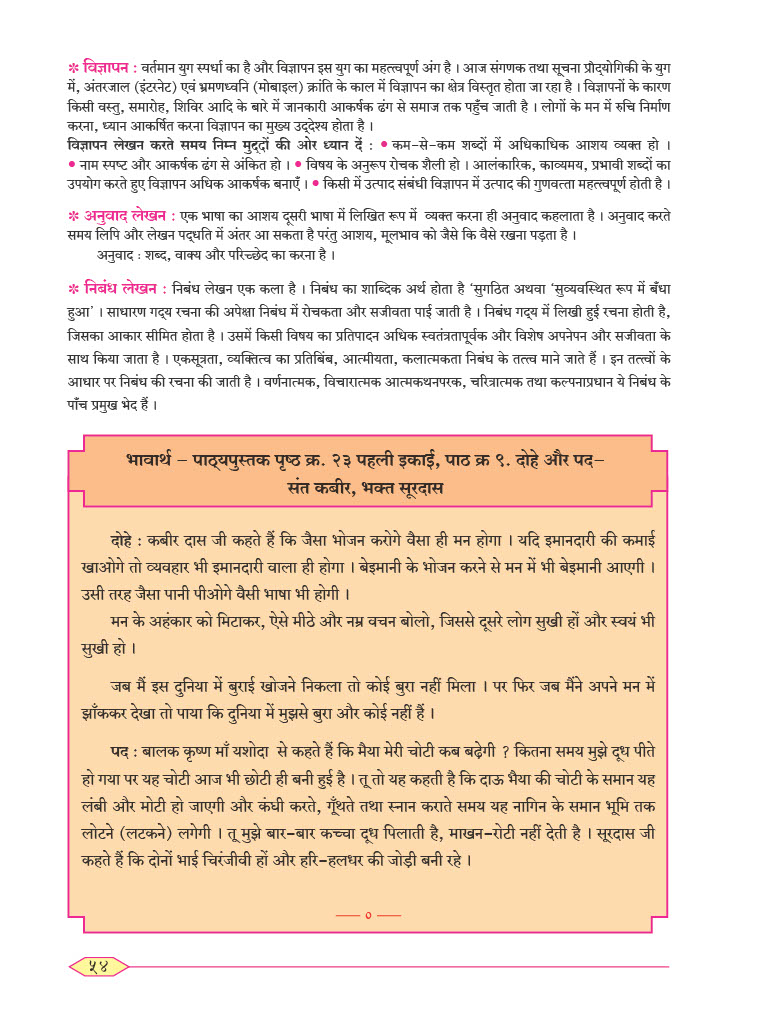 ✽ विज्ञापन : वर्तमान युग स्पर्धा का है और विज्ञापन इस युग का महत्त्वपूर्ण अंग है । आज संगणक तथा सूचना प्रौद्योगिकी के युग
में, अंतरजाल (इंटरनेट) एवं भ्रमणध्वनि (मोबाइल) क्रांति के काल में विज्ञापन का क्षेत्र विस्तृत होता जा रहा है । विज्ञापनों के कारण
किसी वस्तु, समारोह, शिविर आदि के बारे में जानकारी आकर्षक ढंग से समाज तक पहुँच जाती है । लोगों के मन में रुचि निर्माण
करना, ध्यान आकर्षित करना विज्ञापन का मुख्य उद्देश्य होता है ।
विज्ञापन लेखन करते समय निम्न मुद्दों की ओर ध्यान दें : • कम-से-कम शब्दों में अधिकाधिक आशय व्यक्त हो ।
• नाम स्पष्ट और आकर्षक ढंग से अंकित हो । • विषय के अनुरूप रोचक शैली हो । आलंकारिक, काव्यमय, प्रभावी शब्दों का
उपयोग करते हुए विज्ञापन अधिक आकर्षक बनाएँ । • किसी में उत्पाद संबंधी विज्ञापन में उत्पाद की गुणवत्ता महत्त्वपूर्ण होती है ।
✽ अनुवाद लेखन : एक भाषा का आशय दूसरी भाषा में लिखित रूप में व्यक्त करना ही अनुवाद कहलाता है । अनुवाद करते
समय लिपि और लेखन पद्धति में अंतर आ सकता है परंतु आशय, मूलभाव को जैसे कि वैसे रखना पड़ता है ।
अनुवाद : शब्द, वाक्य और परिच्छेद का करना है ।
✽ निबंध लेखन : निबंध लेखन एक कला है । निबंध का शाब्दिक अर्थ होता है ‘सुगठित अथवा ‘सुव्यवस्थित रूप में बँधा
हुआ’ । साधारण गद्य रचना की अपेक्षा निबंध में रोचकता और सजीवता पाई जाती है । निबंध गद्य में लिखी हुई रचना होती है,
जिसका आकार सीमित होता है । उसमें किसी विषय का प्रतिपादन अधिक स्वतंत्रतापूर्वक और विशेष अपनेपन और सजीवता के
साथ किया जाता है । एकसूत्रता, व्यक्तित्व का प्रतिबिंब, आत्मीयता, कलात्मकता निबंध के तत्त्व माने जाते हैं । इन तत्त्वों के
आधार पर निबंध की रचना की जाती है । वर्णनात्मक, विचारात्मक आत्मकथनपरक, चरित्रात्मक तथा कल्पनाप्रधान ये निबंध के
पाँच प्रमुख भेद हैं ।
भावार्थ – पाठ्यपुस्तक पृष्ठ क्र. २३ पहली इकाई, पाठ क्र ९. दोहे और पद–
संत कबीर, भक्त सूरदास
दोहे : कबीर दास जी कहते हैं कि जैसा भोजन करोगे वैसा ही मन होगा । यदि इमानदारी की कमाई
खाओगे तो व्यवहार भी इमानदारी वाला ही होगा । बेइमानी के भोजन करने से मन में भी बेइमानी आएगी ।
उसी तरह जैसा पानी पीओगे वैसी भाषा भी होगी ।
मन के अहंकार को मिटाकर, ऐसे मीठे और नम्र वचन बोलो, जिससे दूसरे लोग सुखी हों और स्वयं भी
सुखी हो ।
जब मैं इस दुनिया में बुराई खोजने निकला तो कोई बुरा नहीं मिला । पर फिर जब मैंने अपने मन में
झाँककर देखा तो पाया कि दुनिया में मुझसे बुरा और कोई नहीं हैं ।
पद : बालक कृष्ण माँ यशोदा से कहते हैं कि मैया मेरी चोटी कब बढ़ेगी ? कितना समय मुझे दूध पीते
हो गया पर यह चोटी आज भी छोटी ही बनी हुई है । तू तो यह कहती है कि दाऊ भैया की चोटी के समान यह
लंबी और मोटी हो जाएगी और कंघी करते, गूँथते तथा स्नान कराते समय यह नागिन के समान भूमि तक
लोटने (लटकने) लगेगी । तू मुझे बार-बार कच्चा दूध पिलाती है, माखन-रोटी नहीं देती है । सूरदास जी
कहते हैं कि दोनों भाई चिरंजीवी हों और हरि-हलधर की जोड़ी बनी रहे ।
— ० —
५४